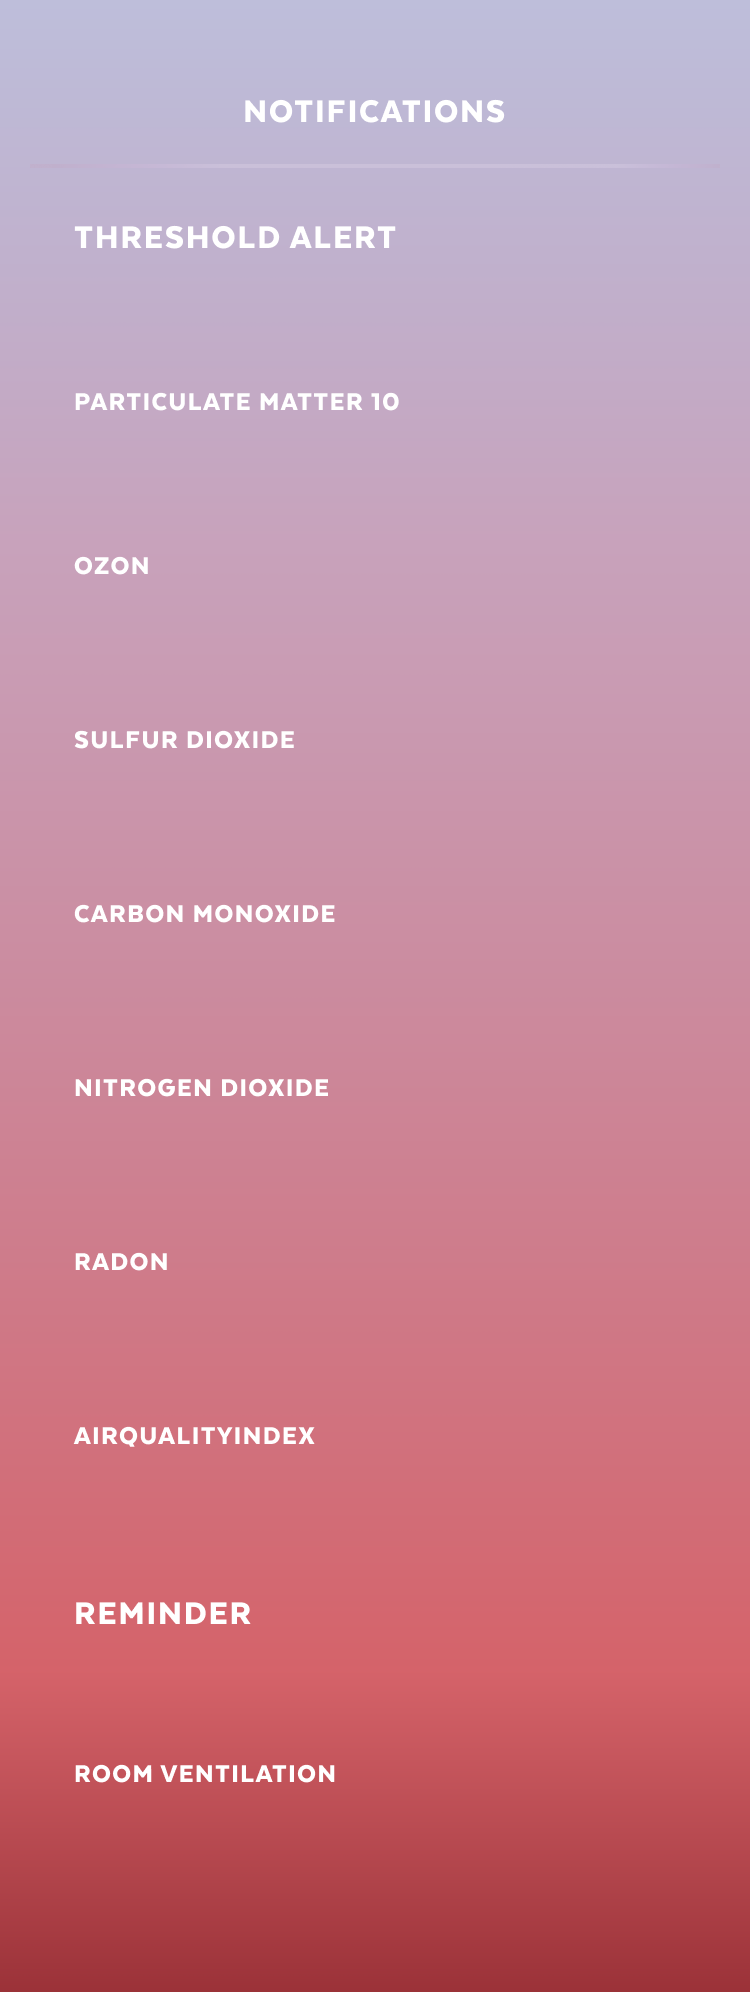 NOTIFICATIONS
THRESHOLD ALERT
PARTICULATE MATTER 10
OZON
SULFUR DIOXIDE
CARBON MONOXIDE
NITROGEN DIOXIDE
RADON
AIRQUALITYINDEX
REMINDER
ROOM VENTILATION